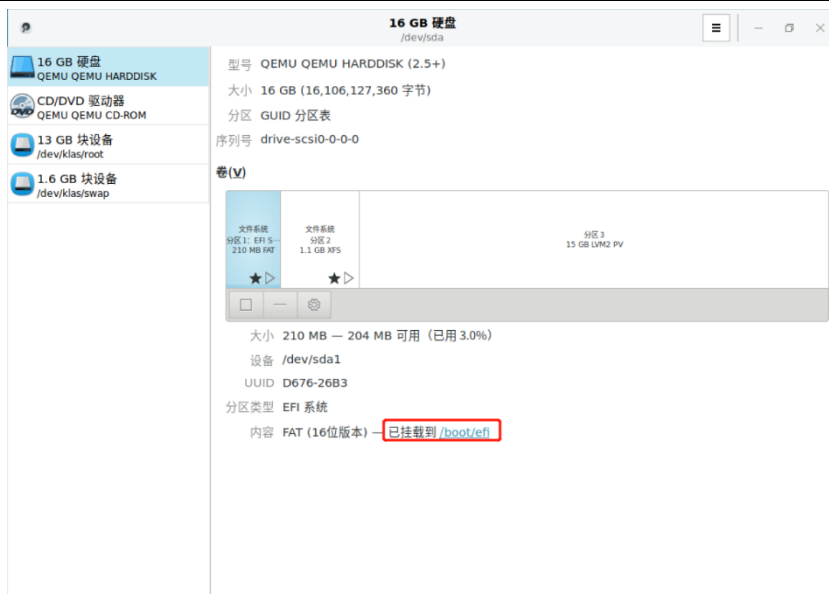 16 GB 硬盘
/dev/sda
16 GB 硬盘
QEMU QEMU HARDDISK
CD/DVD 驱动器
QEMU QEMU CD-ROM
13 GB 块设备
/dev/klas/root
1.6 GB 块设备
/dev/klas/swap
型号 QEMU QEMU HARDDISK (2.5+)
大小 16 GB (16,106,127,360 字节)
分区 GUID 分区表
序列号 drive-scsi0-0-0-0
卷(V)
文件系统
分区 1: EFI S…
210 MB FAT
文件系统
分区 2
1.1 GB XFS
分区 3
15 GB LVM2 PV
大小 210 MB — 204 MB 可用（已用 3.0%）
设备 /dev/sda1
UUID D676-26B3
分区类型 EFI 系统
内容 FAT (16位版本) — 已挂载到 /boot/efi